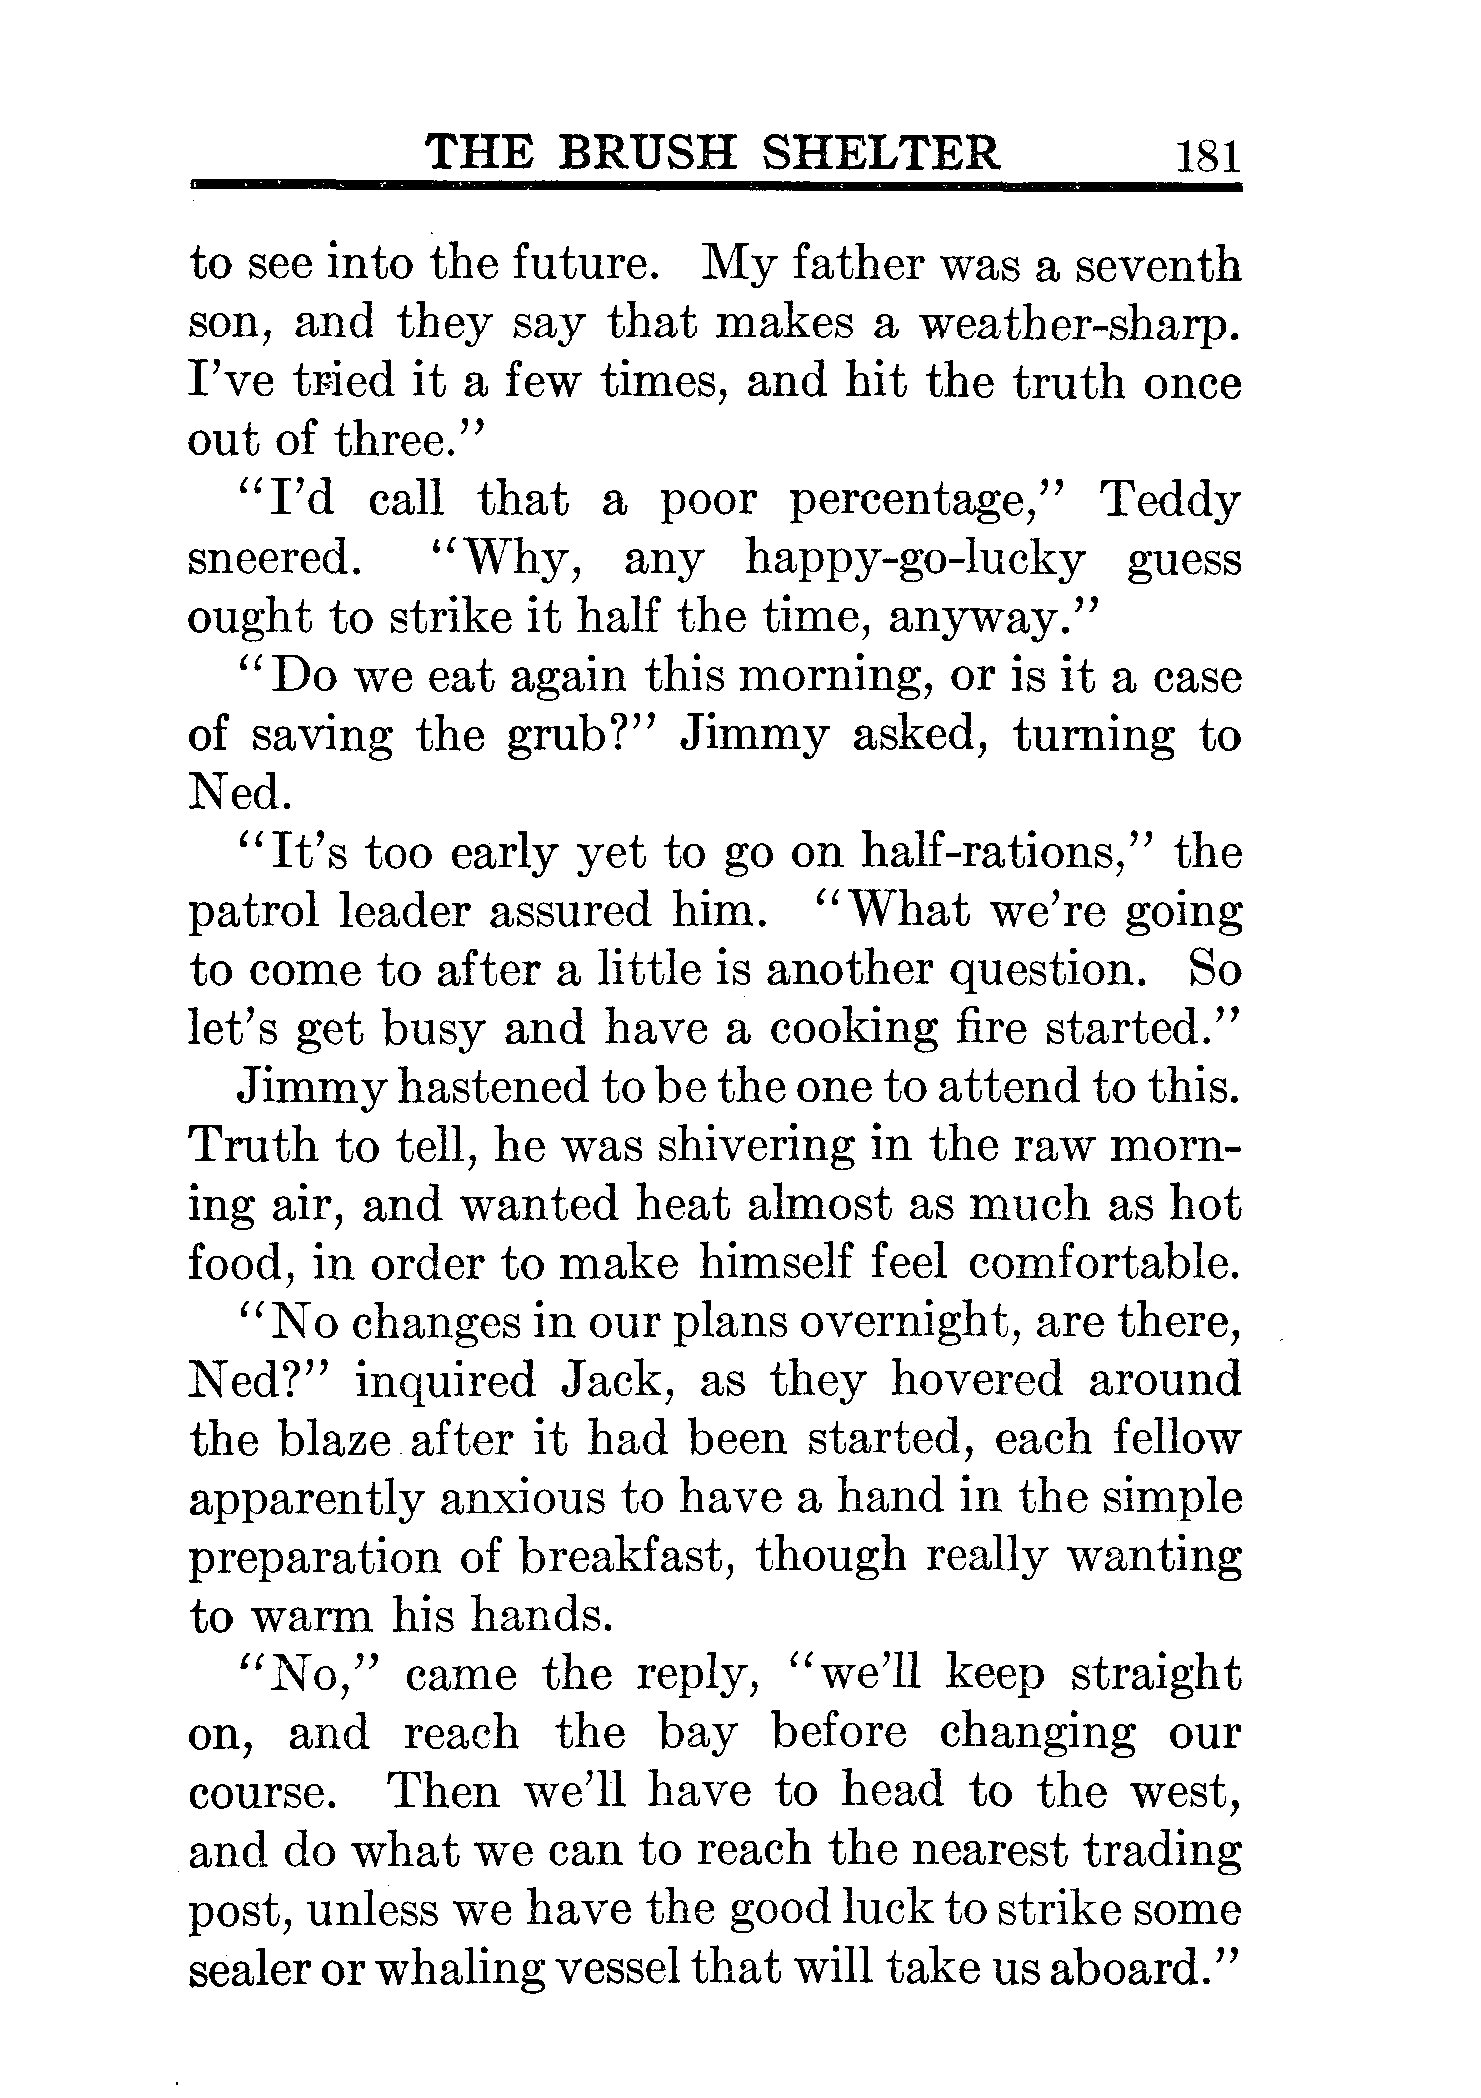 THE BRUSH SHELTER 181
to see into the future. My father was a seventh
son, and they say that makes a weather-sharp.
I've tried it a few times, and hit the truth once
out of three."
"I'd call that a poor percentage," Teddy
sneered. "Why, any happy-go-lucky guess
ought to strike it half the time, anyway."
"Do we eat again this morning, or is it a case
of saving the grub?" Jimmy asked, turning to
Ned.
"It's too early yet to go on half-rations," the
patrol leader assured him. "What we're going
to come to after a little is another question. So
let's get busy and have a cooking fire started."
Jimmy hastened to be the one to attend to this.
Truth to tell, he was shivering in the raw morn-
ing air, and wanted heat almost as much as hot
food, in order to make himself feel comfortable.
"No changes in our plans overnight, are there,
Ned?" inquired Jack, as they hovered around
the blaze after it had been started, each fellow
apparently anxious to have a hand in the simple
preparation of breakfast, though really wanting
to warm his hands.
"No," came the reply, "we'll keep straight
on, and reach the bay before changing our
course. Then we'll have to head to the west,
and do what we can to reach the nearest trading
post, unless we have the good luck to strike some
sealer or whaling vessel that will take us aboard."